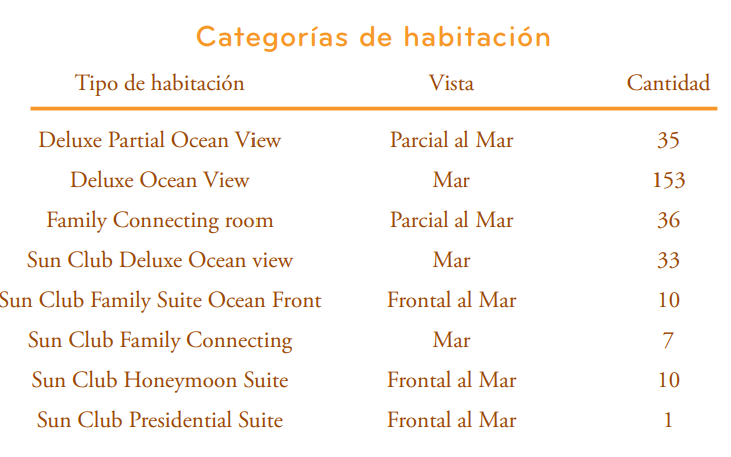 Categorías de habitación
Tipo de habitación Vista Cantidad
Deluxe Partial Ocean View Parcial al Mar 35
Deluxe Ocean View Mar 153
Family Connecting room Parcial al Mar 36
Sun Club Deluxe Ocean view Mar 33
Sun Club Family Suite Ocean Front Frontal al Mar 10
Sun Club Family Connecting Mar 7
Sun Club Honeymoon Suite Frontal al Mar 10
Sun Club Presidential Suite Frontal al Mar 1